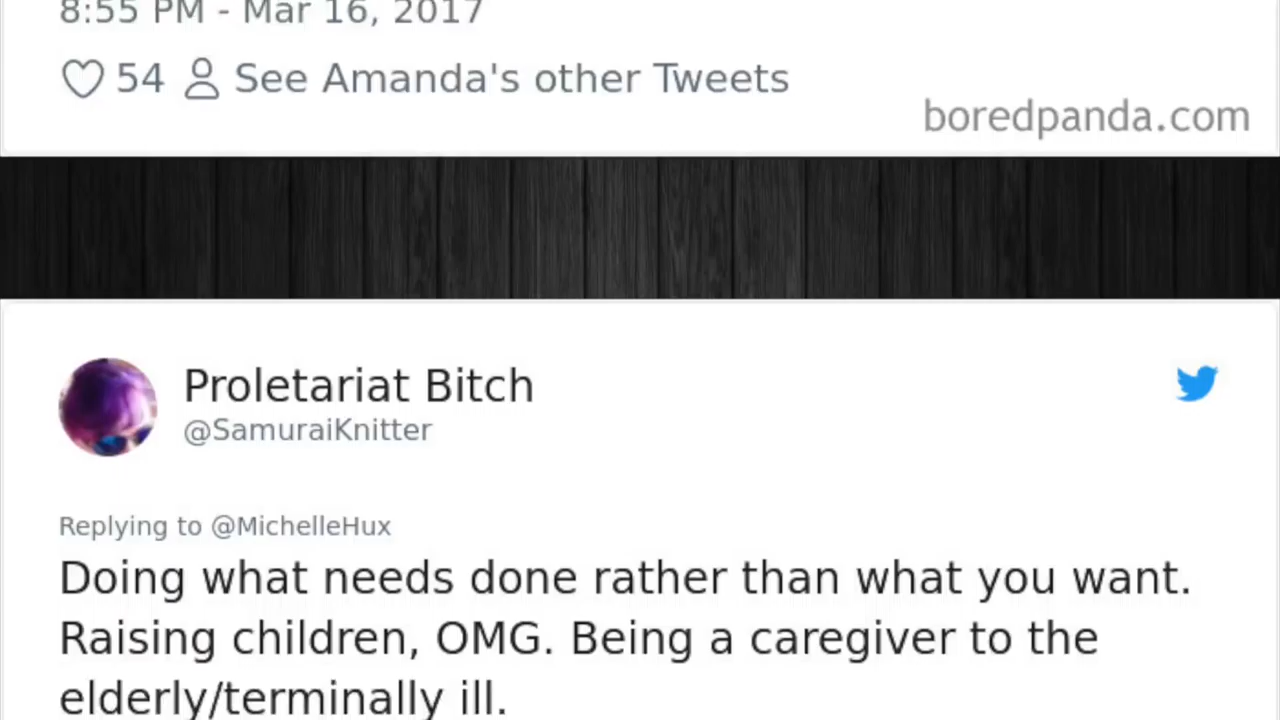 8:55 PM - Mar 16, 2017
54 See Amanda's other Tweets
boredpanda.com
Proletariat Bitch
@SamuraiKnitter
Replying to @MichelleHux
Doing what needs done rather than what you want.
Raising children, OMG. Being a caregiver to the
elderly/terminally ill.